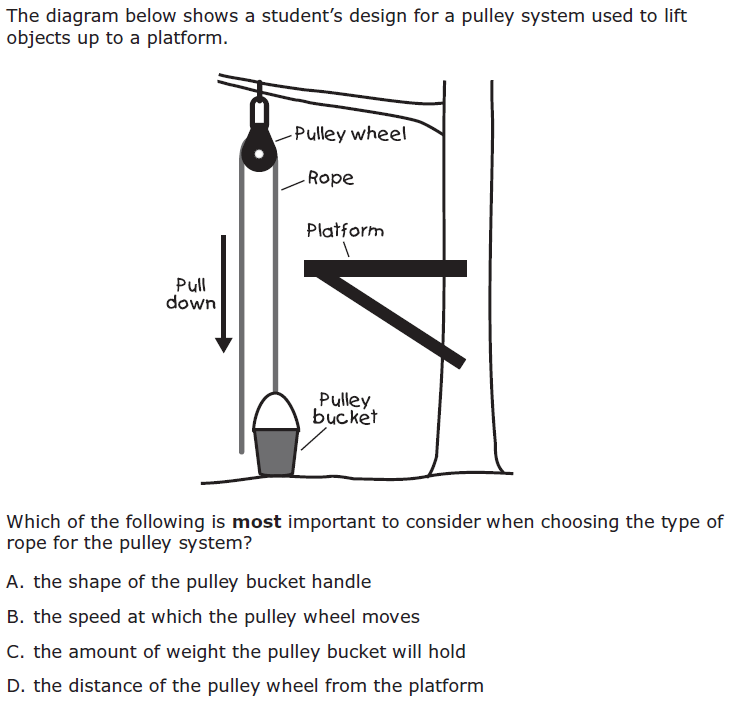 The diagram below shows a student's design for a pulley system used to lift
objects up to a platform.
Pulley wheel
Rope
Platform
Pull
down
Pulley
bucket
Which of the following is most important to consider when choosing the type of
rope for the pulley system?
A. the shape of the pulley bucket handle
B. the speed at which the pulley wheel moves
C. the amount of weight the pulley bucket will hold
D. the distance of the pulley wheel from the platform